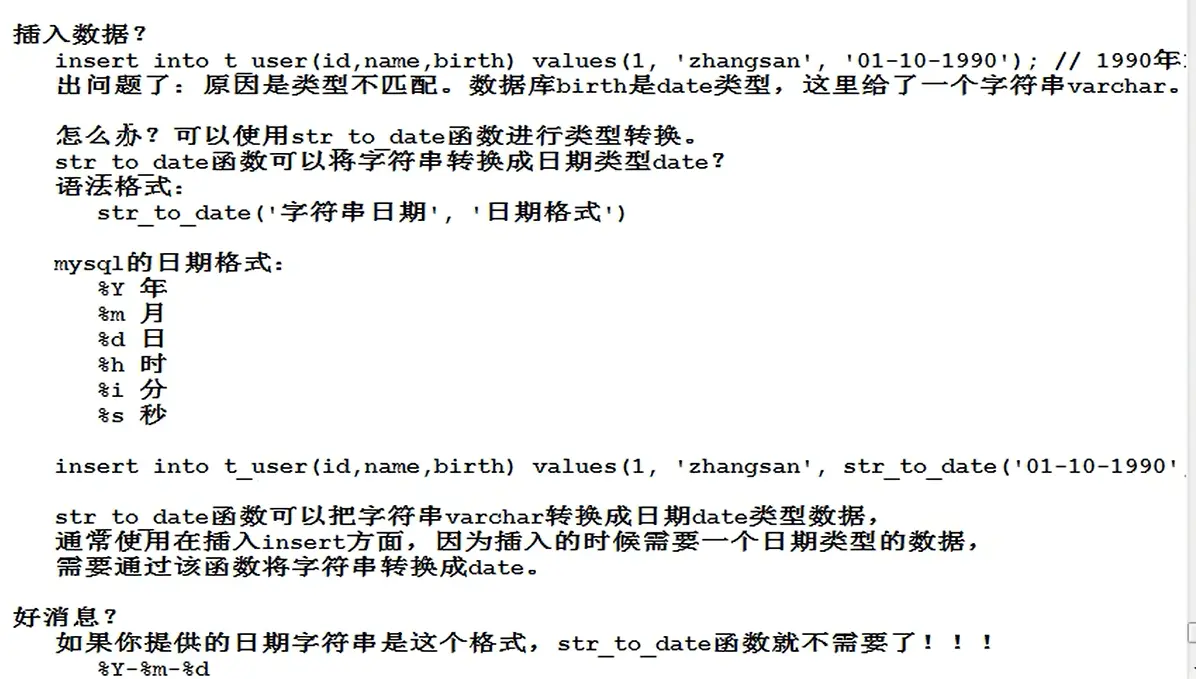 插入数据？
insert into t_user(id,name,birth) values(1, 'zhangsan', '01-10-1990'); // 1990年
出问题了：原因是类型不匹配。数据库birth是date类型，这里给了一个字符串varchar。
怎么办？可以使用str_to_date函数进行类型转换。
str_to_date函数可以将字符串转换成日期类型date？
语法格式：
str_to_date('字符串日期', '日期格式')
mysql的日期格式：
%Y 年
%m 月
%d 日
%h 时
%i 分
%s 秒
insert into t_user(id,name,birth) values(1, 'zhangsan', str_to_date('01-10-1990'
str_to_date函数可以把字符串varchar转换成日期date类型数据，
通常使用在插入insert方面，因为插入的时候需要一个日期类型的数据，
需要通过该函数将字符串转换成date。
好消息？
如果你提供的日期字符串是这个格式，str_to_date函数就不需要了！！！
%Y-%m-%d